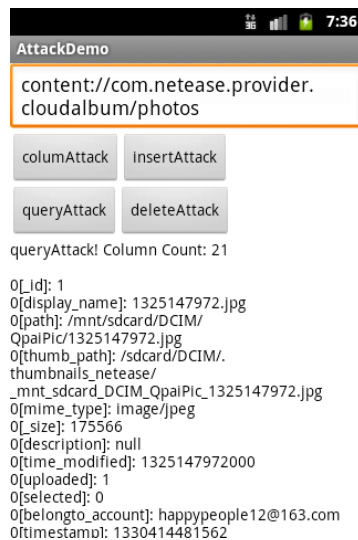 3G 7:36
AttackDemo
content://com.netease.provider.
cloudalbum/photos
columAttack insertAttack
queryAttack deleteAttack
queryAttack! Column Count: 21
0[_id]: 1
0[display_name]: 1325147972.jpg
0[path]: /mnt/sdcard/DCIM/
QpaiPic/1325147972.jpg
0[thumb_path]: /sdcard/DCIM/.
thumbnails_netease/
_mnt_sdcard_DCIM_QpaiPic_1325147972.jpg
0[mime_type]: image/jpeg
0[_size]: 175566
0[description]: null
0[time_modified]: 1325147972000
0[uploaded]: 1
0[selected]: 0
0[belongto_account]: happypeople12@163.com
0[timestamp]: 1330414481562